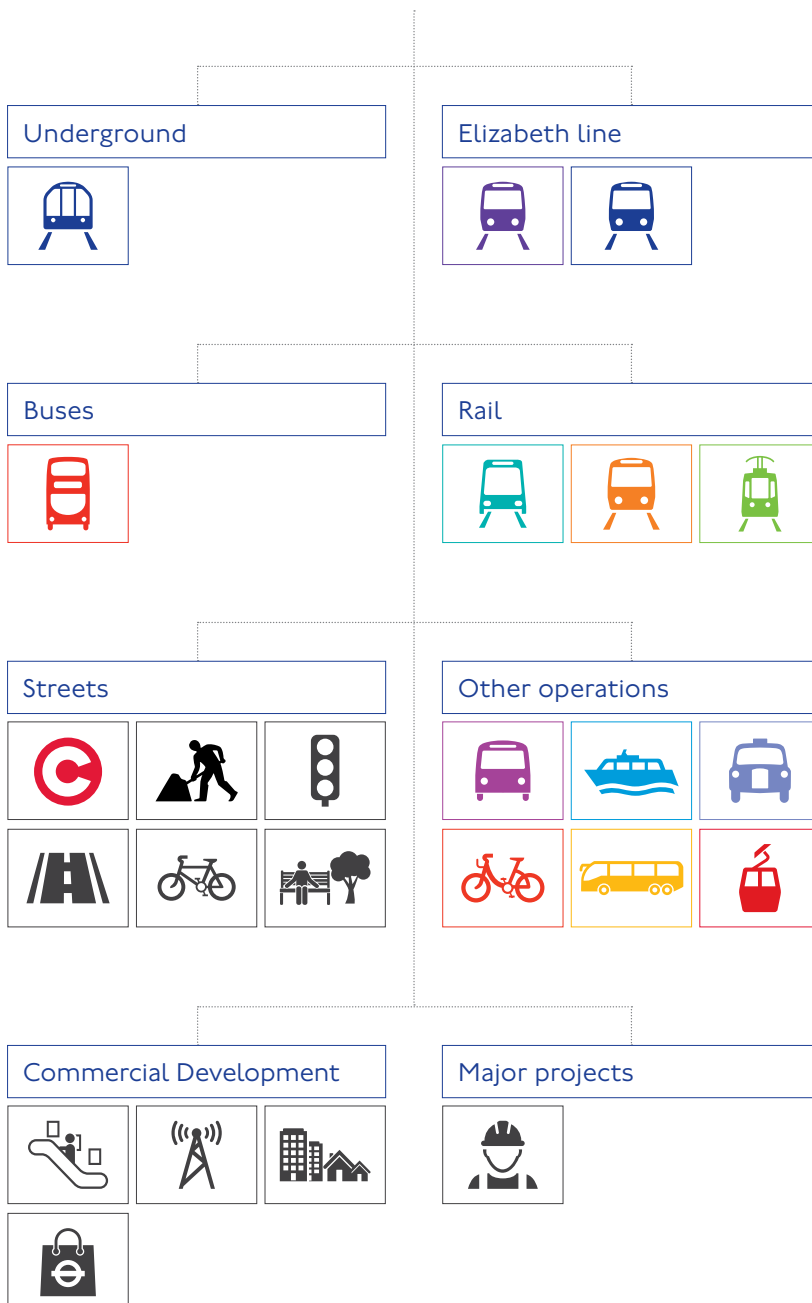 Underground
Elizabeth line
Buses
Rail
Streets
Other operations
Commercial Development
Major projects